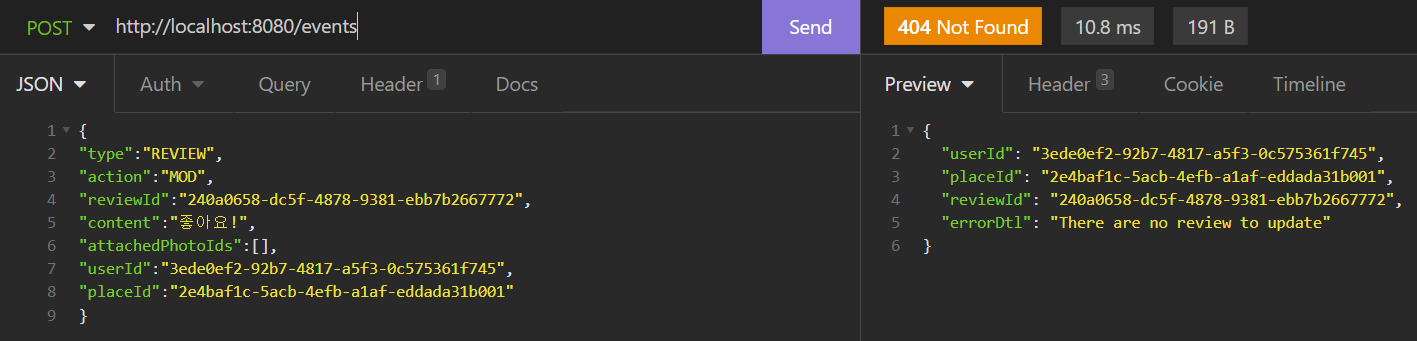 POST http://localhost:8080/events Send 404 Not Found 10.8 ms 191 B
JSON Auth Query Header 1 Docs Preview Header 3 Cookie Timeline
1 {
2 "type":"REVIEW",
3 "action":"MOD",
4 "reviewId":"240a0658-dc5f-4878-9381-ebb7b2667772",
5 "content":"좋아요!",
6 "attachedPhotoIds":[],
7 "userId":"3ede0ef2-92b7-4817-a5f3-0c575361f745",
8 "placeId":"2e4baf1c-5acb-4efb-a1af-eddada31b001"
9 }
1 {
2 "userId": "3ede0ef2-92b7-4817-a5f3-0c575361f745",
3 "placeId": "2e4baf1c-5acb-4efb-a1af-eddada31b001",
4 "reviewId": "240a0658-dc5f-4878-9381-ebb7b2667772",
5 "errorDtl": "There are no review to update"
6 }